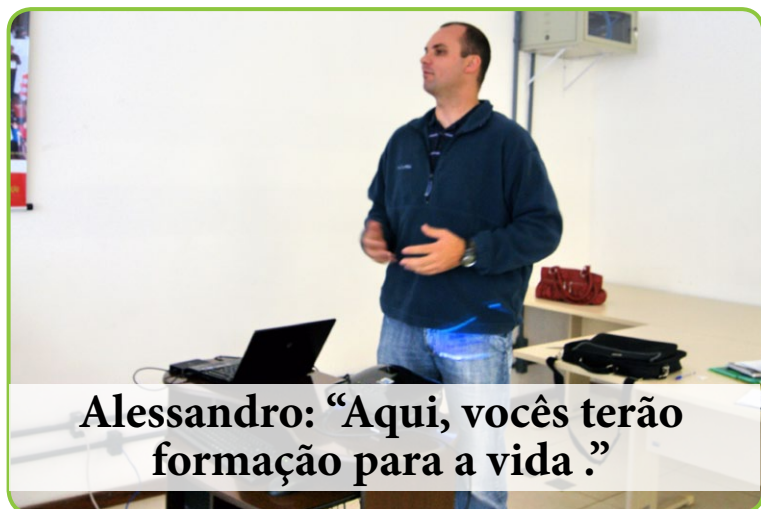 Alessandro: “Aqui, vocês terão
formação para a vida .”